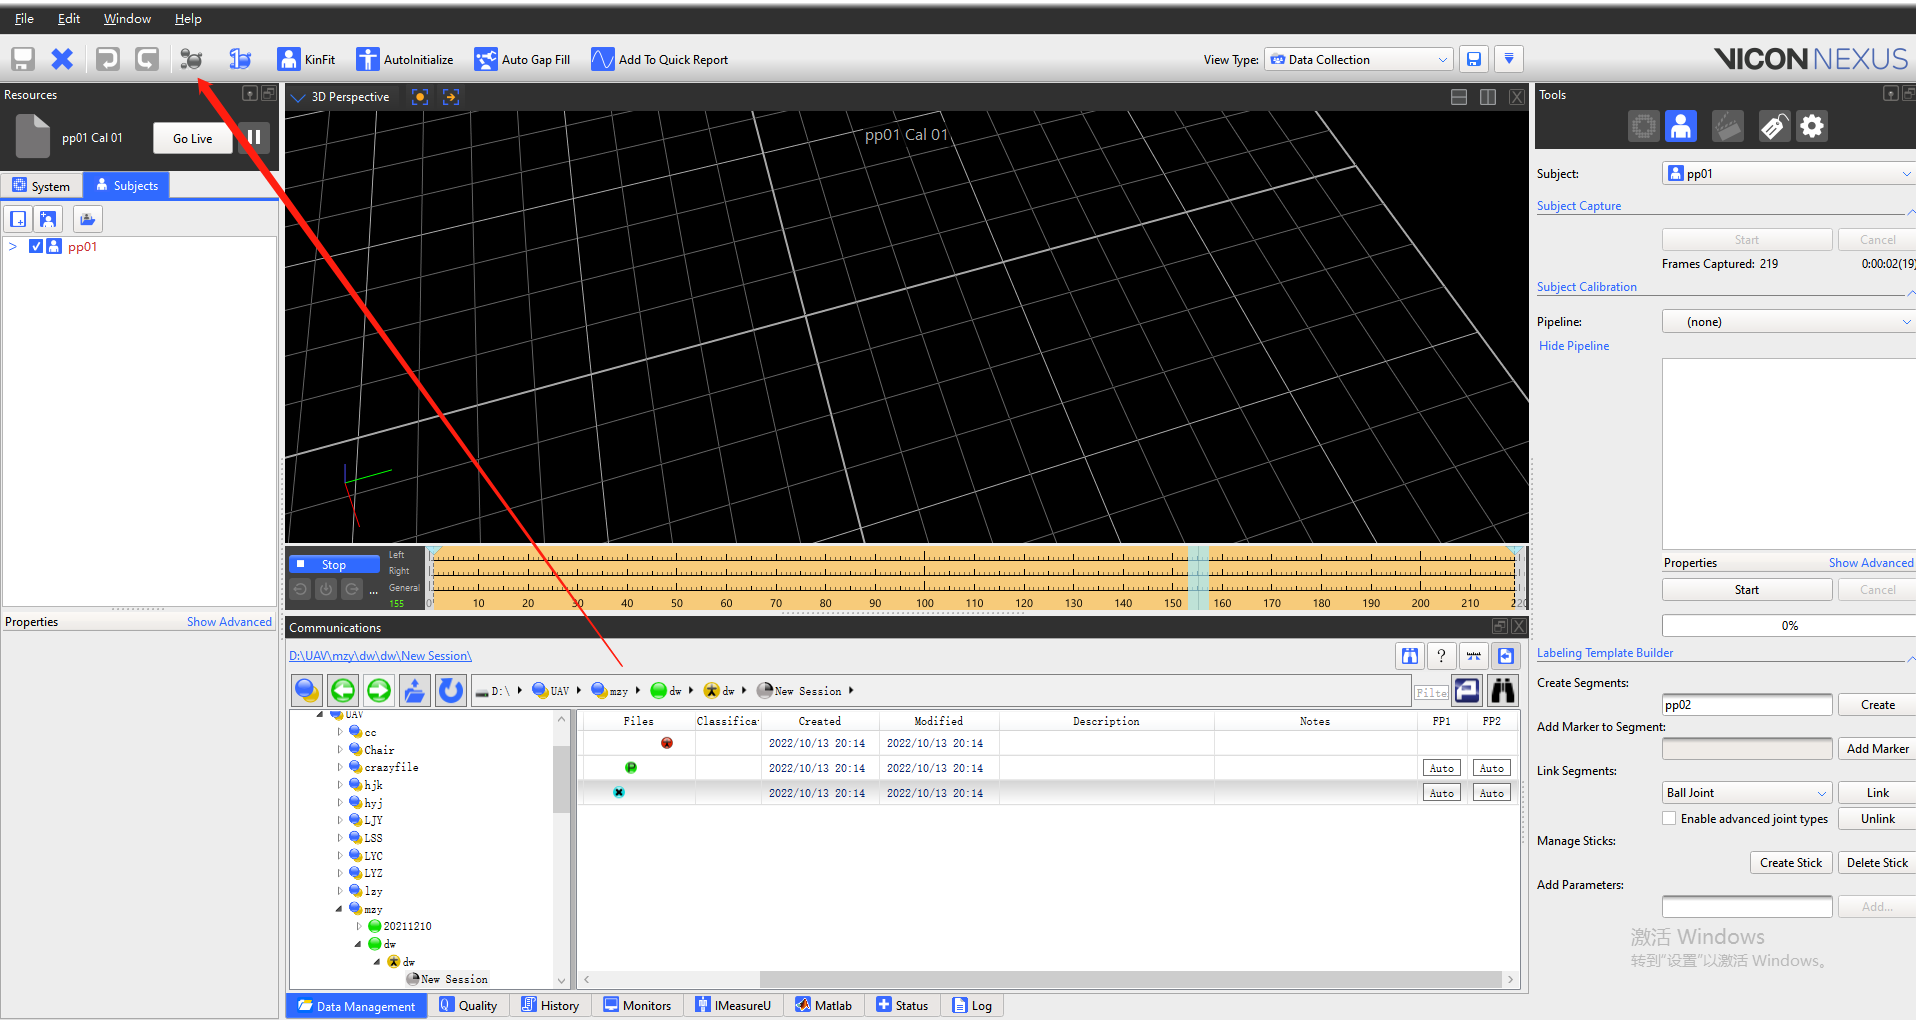 File Edit Window Help
KinFit AutoInitialize Auto Gap Fill Add To Quick Report View Type: Data Collection VICON NEXUS
Resources
pp01 Cal 01 Go Live
System Subjects
pp01
Properties Show Advanced
3D Perspective
pp01 Cal 01
Stop
Left
Right
General
155 0 10 20 30 40 50 60 70 80 90 100 110 120 130 140 150 160 170 180 190 200 210 220
Communications
D:\UAV\mzy\dw\dw\New Session\
?
D:\ UAV mzy dw dw New Session Filte
UAV
cc
Chair
crazyfile
hjk
hyj
LJY
LSS
LYC
LYZ
lzy
mzy
20211210
dw
dw
New Session
Files Classifica Created Modified Description Notes FP1 FP2
2022/10/13 20:14 2022/10/13 20:14
2022/10/13 20:14 2022/10/13 20:14 Auto Auto
2022/10/13 20:14 2022/10/13 20:14 Auto Auto
Data Management Quality History Monitors IMeasureU Matlab Status Log
Tools
Subject: pp01
Subject Capture
Start Cancel
Frames Captured: 219 0:00:02(19)
Subject Calibration
Pipeline: (none)
Hide Pipeline
Properties Show Advanced
Start Cancel
0%
Labeling Template Builder
Create Segments:
pp02 Create
Add Marker to Segment:
Add Marker
Link Segments:
Ball Joint Link
Enable advanced joint types Unlink
Manage Sticks:
Create Stick Delete Stick
Add Parameters:
Add...
激活 Windows
转到"设置"以激活 Windows。